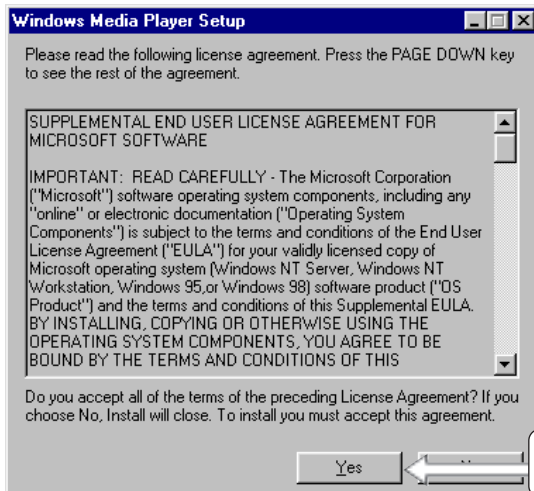 Windows Media Player Setup
Please read the following license agreement. Press the PAGE DOWN key
to see the rest of the agreement.
SUPPLEMENTAL END USER LICENSE AGREEMENT FOR
MICROSOFT SOFTWARE
IMPORTANT:  READ CAREFULLY - The Microsoft Corporation
("Microsoft") software operating system components, including any
"online" or electronic documentation ("Operating System
Components") is subject to the terms and conditions of the End User
License Agreement ("EULA") for your validly licensed copy of
Microsoft operating system (Windows NT Server, Windows NT
Workstation, Windows 95,or Windows 98) software product ("OS
Product") and the terms and conditions of this Supplemental EULA.
BY INSTALLING, COPYING OR OTHERWISE USING THE
OPERATING SYSTEM COMPONENTS, YOU AGREE TO BE
BOUND BY THE TERMS AND CONDITIONS OF THIS
Do you accept all of the terms of the preceding License Agreement? If you
choose No, Install will close. To install you must accept this agreement.
Yes